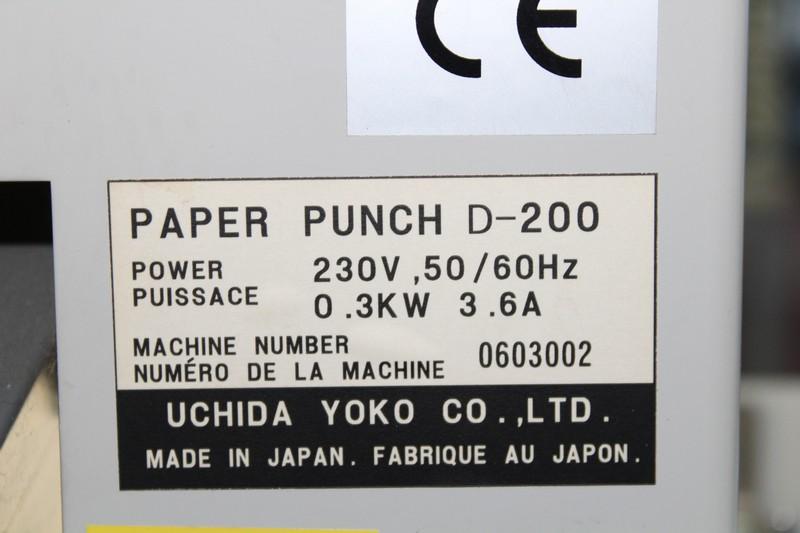 CE
PAPER PUNCH D-200
POWER 230V,50/60Hz
PUISSACE 0.3KW 3.6A
MACHINE NUMBER
NUMÉRO DE LA MACHINE 0603002
UCHIDA YOKO CO.,LTD.
MADE IN JAPAN. FABRIQUE AU JAPON.